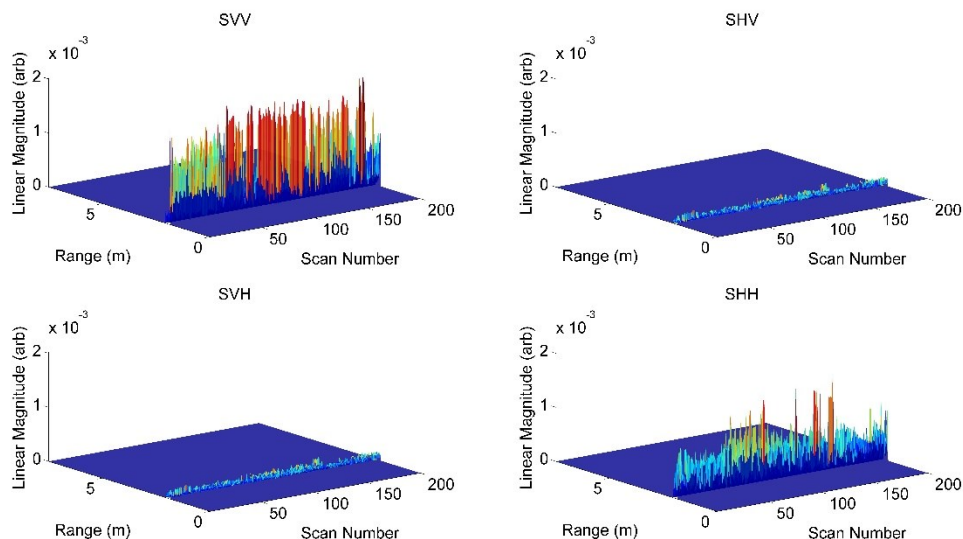 SVV
x 10-3
Linear Magnitude (arb)
2
1
0
5
0
Range (m)
50
100
150
200
Scan Number
SHV
x 10-3
Linear Magnitude (arb)
2
1
0
5
0
Range (m)
50
100
150
200
Scan Number
SVH
x 10-3
Linear Magnitude (arb)
2
1
0
5
0
Range (m)
50
100
150
200
Scan Number
SHH
x 10-3
Linear Magnitude (arb)
2
1
0
5
0
Range (m)
50
100
150
200
Scan Number